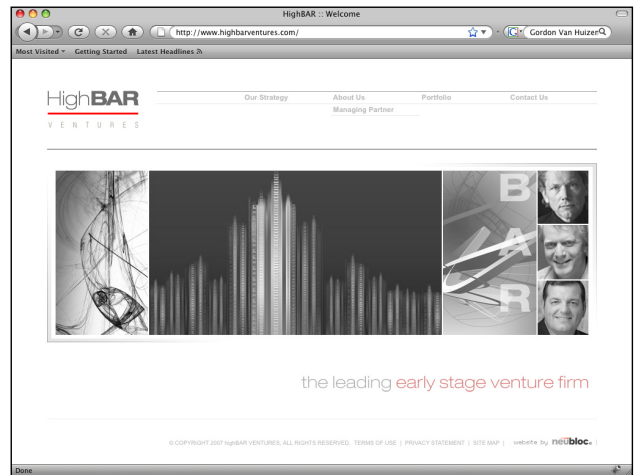 HighBAR :: Welcome
http://www.highbarventures.com/
Gordon Van Huizen
Most Visited Getting Started Latest Headlines
HighBAR
VENTURES
Our Strategy About Us Portfolio Contact Us
Managing Partner
B
A
R
the leading early stage venture firm
© COPYRIGHT 2007 highBAR VENTURES, ALL RIGHTS RESERVED. TERMS OF USE | PRIVACY STATEMENT | SITE MAP | website by neubloc. |
Done